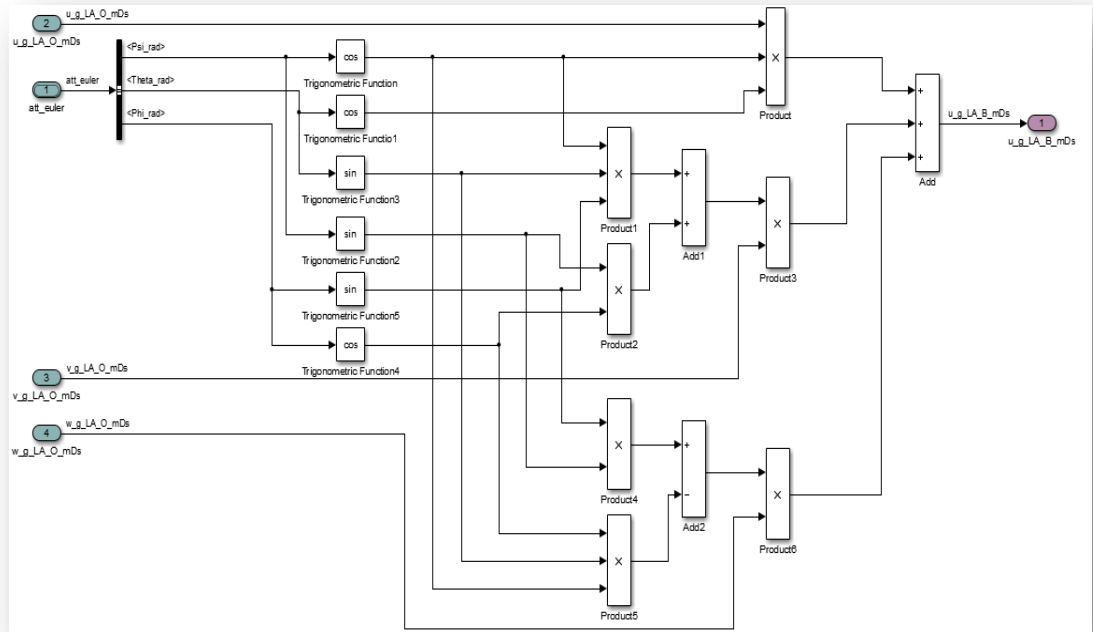 u_g_LA_O_mDs
2
u_g_LA_O_mDs
<Psi_rad>
cos
Trigonometric Function
X
Product
att_euler
1
att_euler
<Theta_rad>
cos
Trigonometric Functio1
<Phi_rad>
sin
Trigonometric Function3
X
Product1
+
+
Add1
+
+
+
Add
u_g_LA_B_mDs
1
u_g_LA_B_mDs
sin
Trigonometric Function2
X
Product3
sin
Trigonometric Function5
X
Product2
cos
Trigonometric Function4
v_g_LA_O_mDs
3
v_g_LA_O_mDs
w_g_LA_O_mDs
4
w_g_LA_O_mDs
X
Product4
+
−
Add2
X
Product6
X
Product5